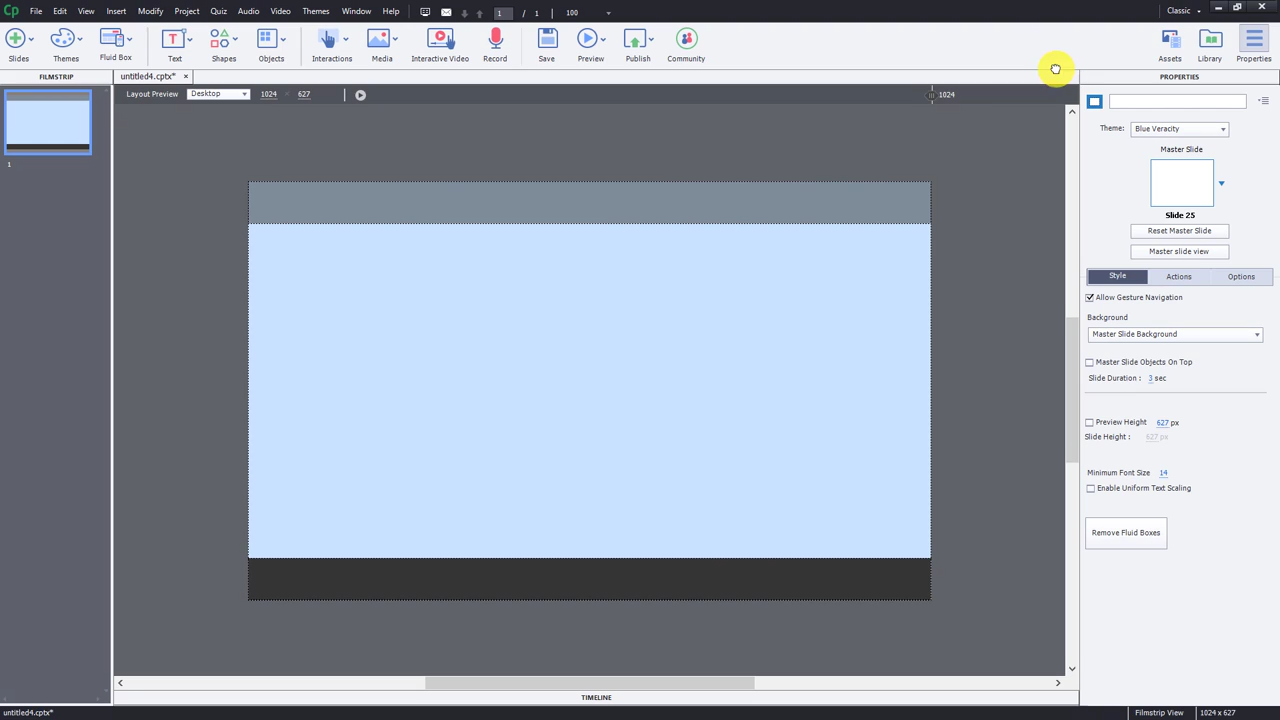 Cp File Edit View Insert Modify Project Quiz Audio Video Themes Window Help 1 / 1 100 Classic
Slides Themes Fluid Box Text Shapes Objects Interactions Media Interactive Video Record Save Preview Publish Community Assets Library Properties
FILMSTRIP untitled4.cptx* × PROPERTIES
Layout Preview Desktop 1024 < 627 1024
Theme: Blue Veracity
Master Slide
1
Slide 25
Reset Master Slide
Master slide view
Style Actions Options
Allow Gesture Navigation
Background
Master Slide Background
Master Slide Objects On Top
Slide Duration : 3 sec
Preview Height 627 px
Slide Height : 627 px
Minimum Font Size 14
Enable Uniform Text Scaling
Remove Fluid Boxes
TIMELINE
untitled4.cptx* Filmstrip View 1024 x 627